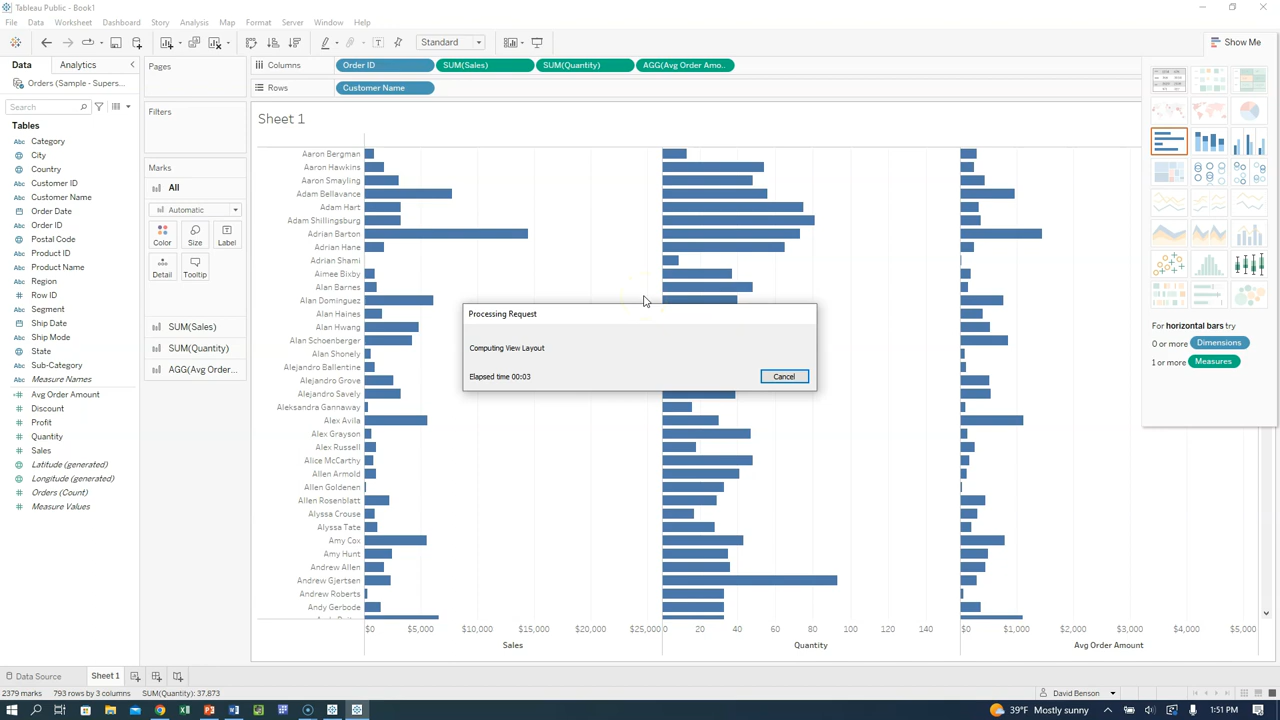 Tableau Public - Book1
File Data Worksheet Dashboard Story Analysis Map Format Server Window Help
Standard
Show Me
Data Analytics
Orders (Sample - Supers...
Search
Tables
Abc Category
City
Country
Abc Customer ID
Abc Customer Name
Order Date
Abc Order ID
Postal Code
Abc Product ID
Abc Product Name
Region
Row ID
Abc Segment
Ship Date
Abc Ship Mode
State
Abc Sub-Category
Abc Measure Names
Avg Order Amount
Discount
Profit
Quantity
Sales
Latitude (generated)
Longitude (generated)
Orders (Count)
Measure Values
Pages
Filters
Marks
All
Automatic
Color Size Label
Detail Tooltip
SUM(Sales)
SUM(Quantity)
AGG(Avg Order...
Columns Order ID SUM(Sales) SUM(Quantity) AGG(Avg Order Amo..
Rows Customer Name
Sheet 1
Aaron Bergman
Aaron Hawkins
Aaron Smayling
Adam Bellavance
Adam Hart
Adam Shillingsburg
Adrian Barton
Adrian Hane
Adrian Shami
Aimee Bixby
Alan Barnes
Alan Dominguez
Alan Haines
Alan Hwang
Alan Schoenberger
Alan Shonely
Alejandro Ballentine
Alejandro Grove
Alejandro Savely
Aleksandra Gannaway
Alex Avila
Alex Grayson
Alex Russell
Alice McCarthy
Allen Armold
Allen Goldenen
Allen Rosenblatt
Alyssa Crouse
Alyssa Tate
Amy Cox
Amy Hunt
Andrew Allen
Andrew Gjertsen
Andrew Roberts
Andy Gerbode
$0 $5,000 $10,000 $15,000 $20,000 $25,000
Sales
0 20 40 60 80 100 120 140
Quantity
$0 $1,000 $2,000 $3,000 $4,000 $5,000
Avg Order Amount
Processing Request
Computing View Layout
Elapsed time 00:03
Cancel
For horizontal bars try
0 or more Dimensions
1 or more Measures
Data Source Sheet 1
2379 marks 793 rows by 3 columns SUM(Quantity): 37,873
David Benson
39°F Mostly sunny
1:51 PM